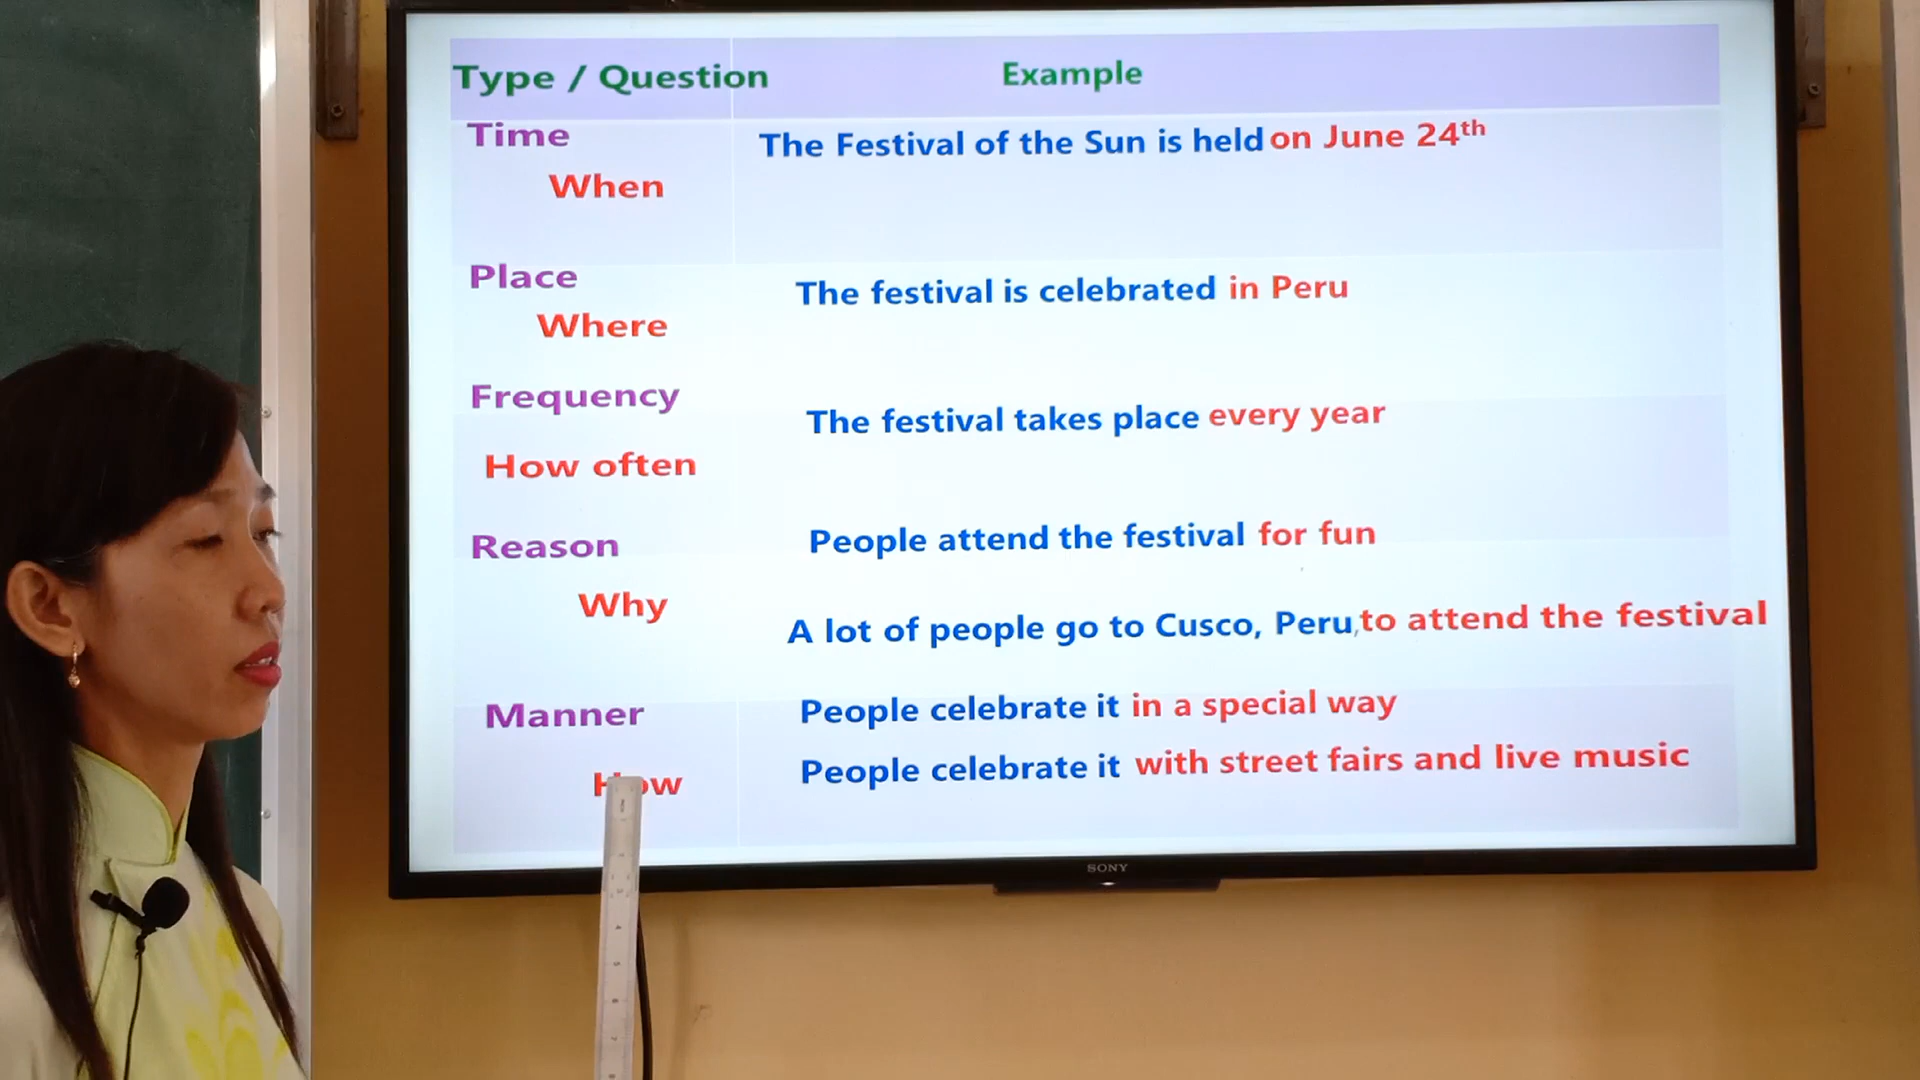 Type / Question Example
Time The Festival of the Sun is held on June 24th
When
Place The festival is celebrated in Peru
Where
Frequency The festival takes place every year
How often
Reason People attend the festival for fun
Why A lot of people go to Cusco, Peru, to attend the festival
Manner People celebrate it in a special way
How People celebrate it with street fairs and live music
SONY